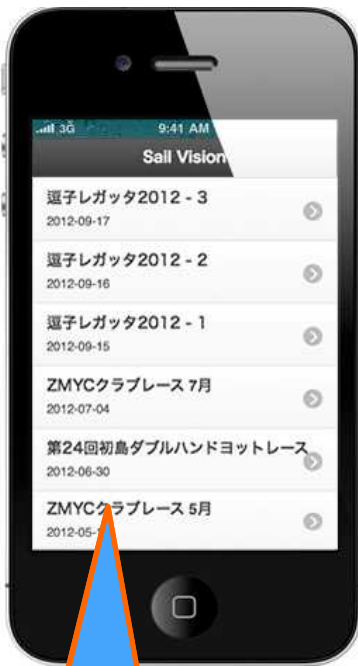 3G 9:41 AM
Sail Vision
逗子レガッタ2012 - 3
2012-09-17
逗子レガッタ2012 - 2
2012-09-16
逗子レガッタ2012 - 1
2012-09-15
ZMYCクラブレース 7月
2012-07-04
第24回初島ダブルハンドヨットレース
2012-06-30
ZMYCクラブレース 5月
2012-05-